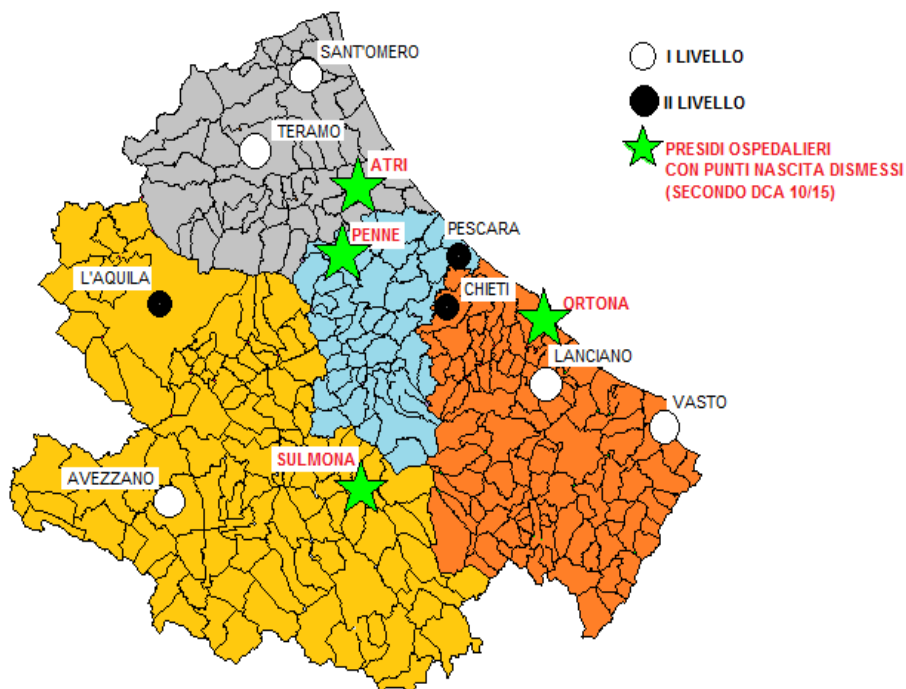 SANT'OMERO
TERAMO
ATRI
PENNE
PESCARA
L'AQUILA
CHIETI
ORTONA
LANCIANO
VASTO
SULMONA
AVEZZANO
I LIVELLO
II LIVELLO
PRESIDI OSPEDALIERI
CON PUNTI NASCITA DISMESSI
(SECONDO DCA 10/15)